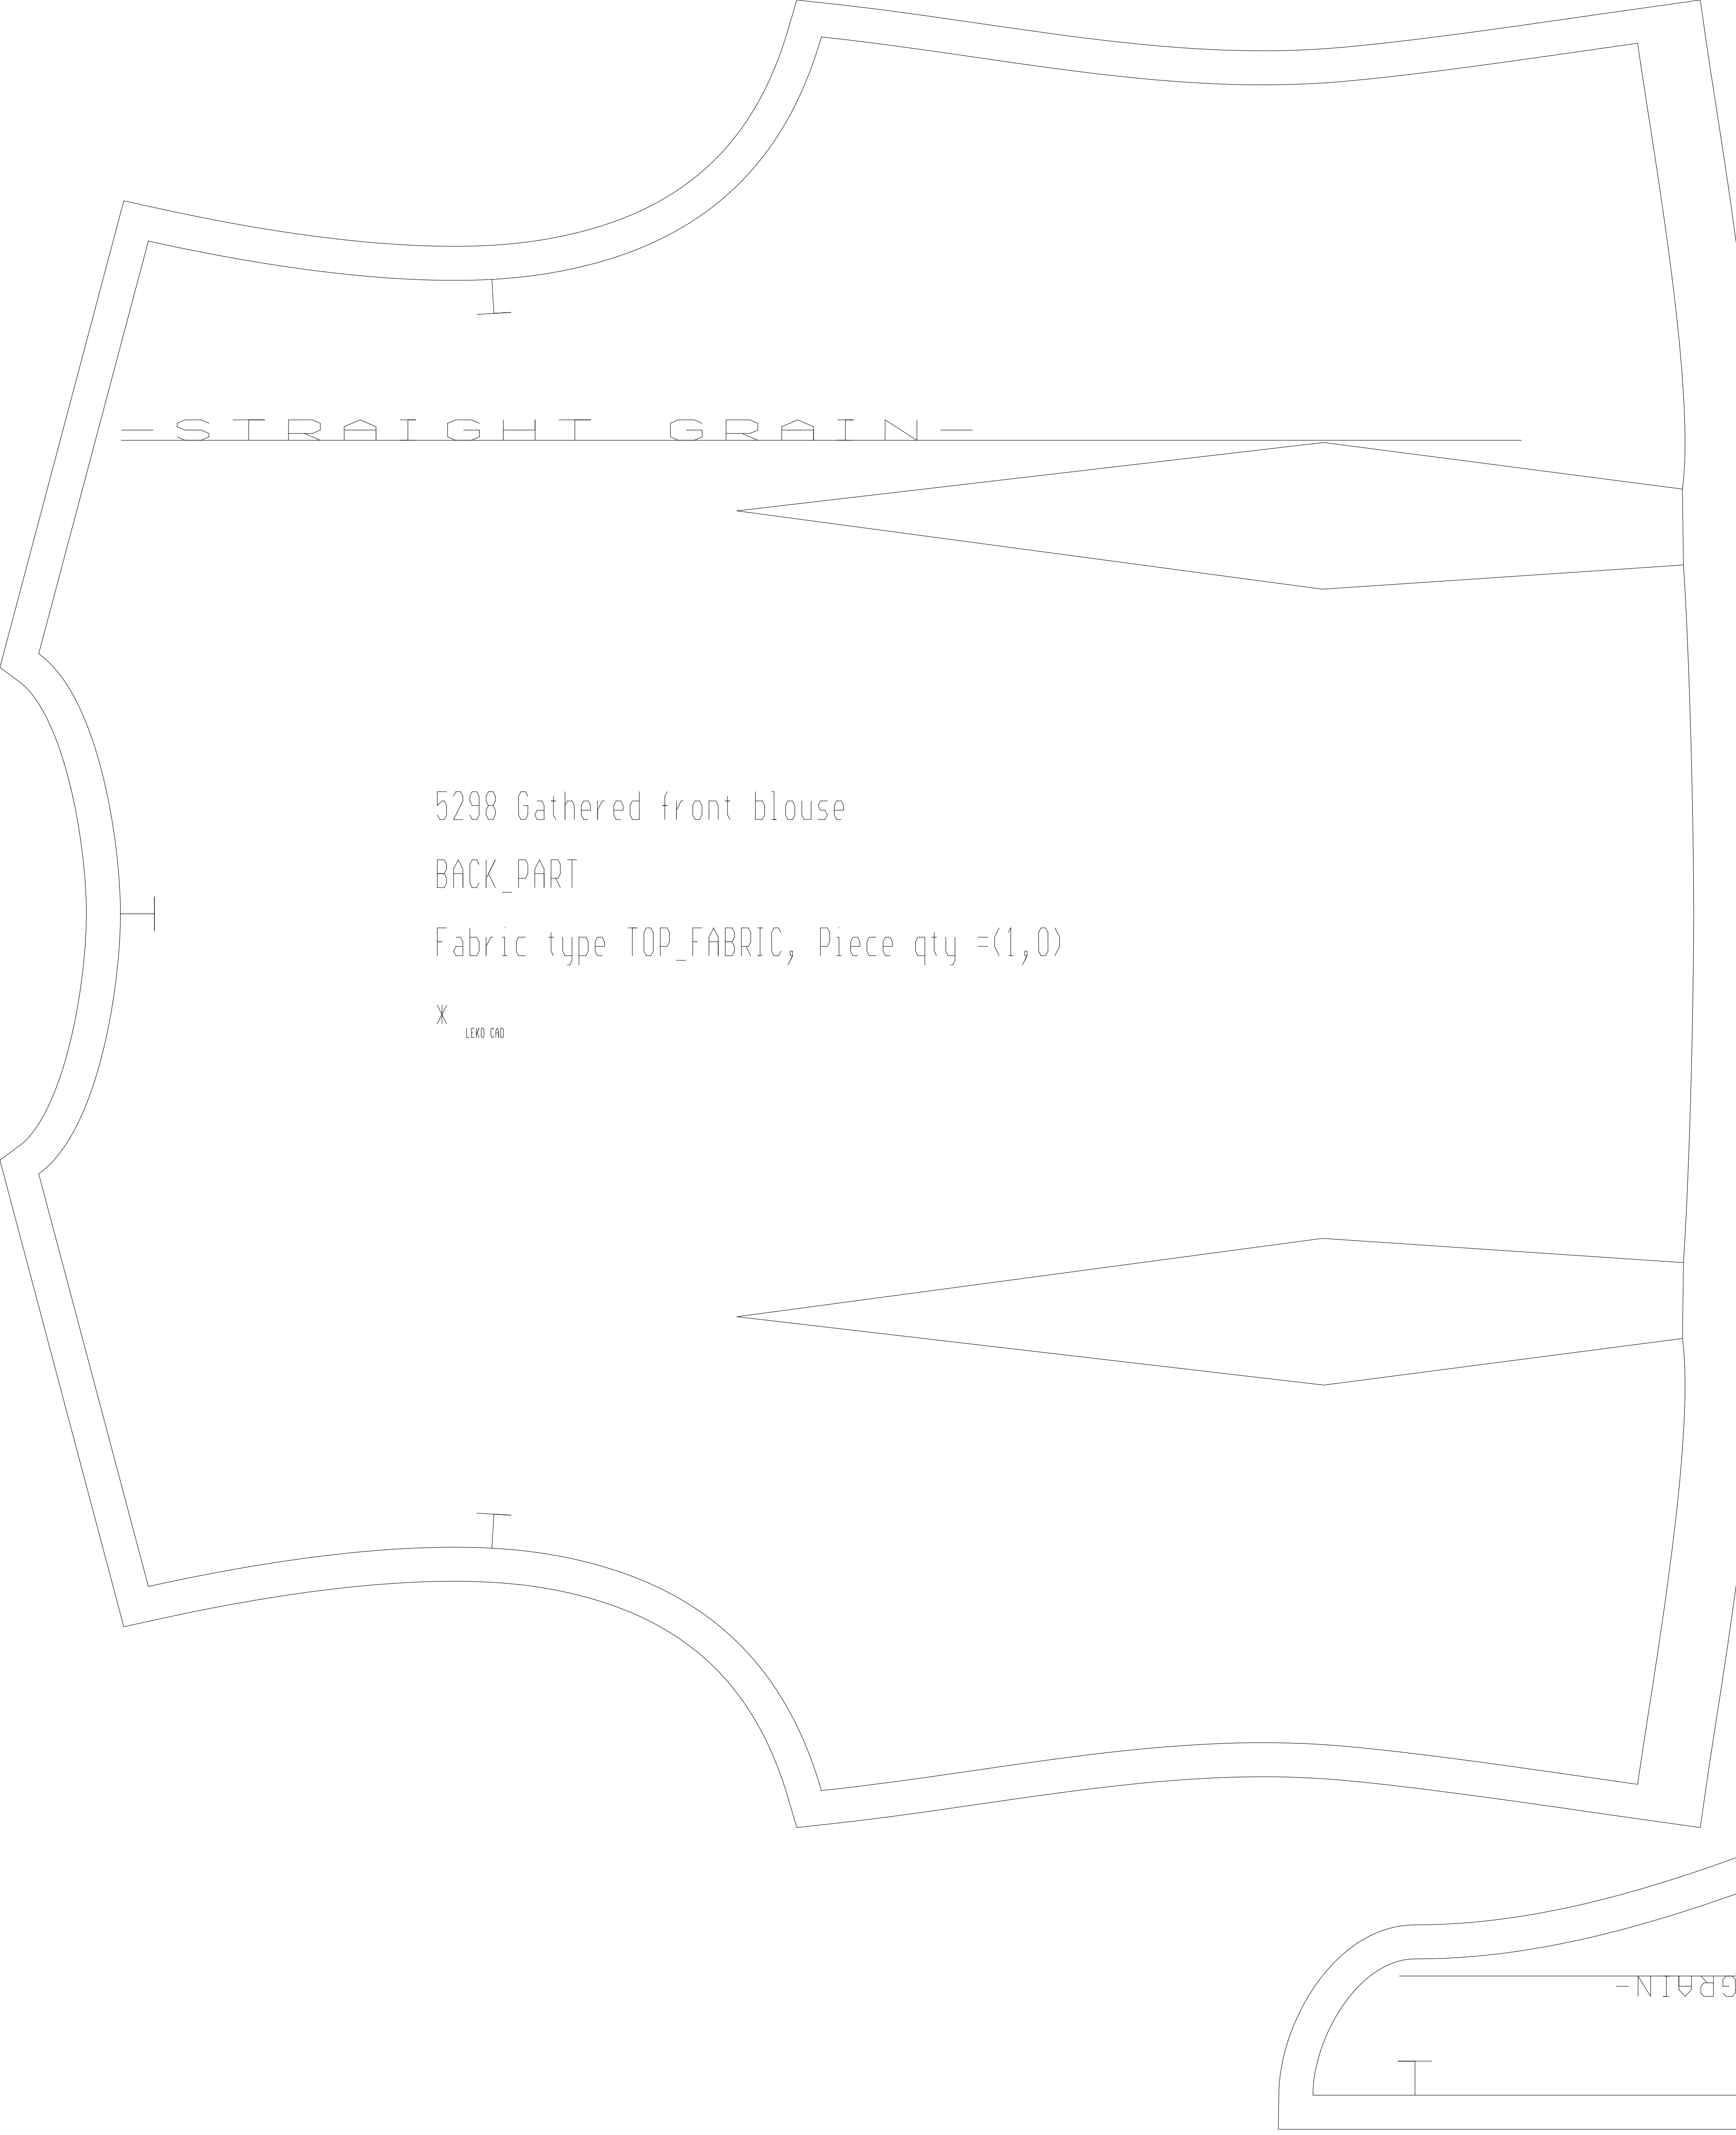 -STRAIGHT GRAIN-
5298 Gathered front blouse
BACK_PART
Fabric type TOP_FABRIC, Piece qty =(1,0)
* LEKO CAD
GRAIN-